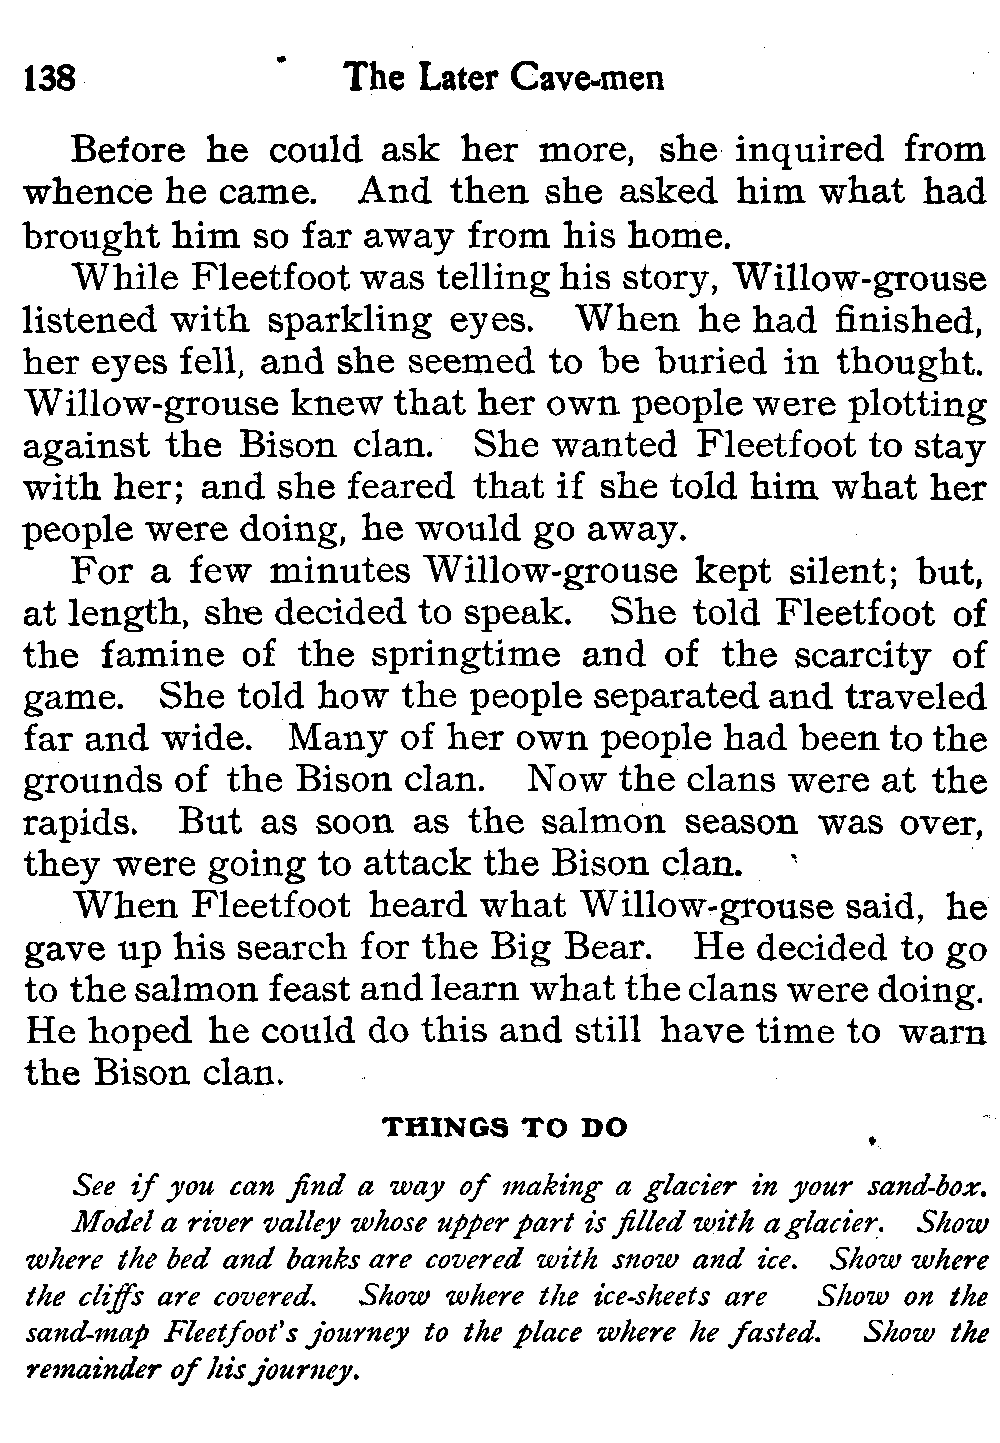 138 The Later Cave-men
Before he could ask her more, she inquired from
whence he came. And then she asked him what had
brought him so far away from his home.
While Fleetfoot was telling his story, Willow-grouse
listened with sparkling eyes. When he had finished,
her eyes fell, and she seemed to be buried in thought.
Willow-grouse knew that her own people were plotting
against the Bison clan. She wanted Fleetfoot to stay
with her; and she feared that if she told him what her
people were doing, he would go away.
For a few minutes Willow-grouse kept silent; but,
at length, she decided to speak. She told Fleetfoot of
the famine of the springtime and of the scarcity of
game. She told how the people separated and traveled
far and wide. Many of her own people had been to the
grounds of the Bison clan. Now the clans were at the
rapids. But as soon as the salmon season was over,
they were going to attack the Bison clan.
When Fleetfoot heard what Willow-grouse said, he
gave up his search for the Big Bear. He decided to go
to the salmon feast and learn what the clans were doing.
He hoped he could do this and still have time to warn
the Bison clan.
THINGS TO DO
See if you can find a way of making a glacier in your sand-box.
Model a river valley whose upper part is filled with a glacier. Show
where the bed and banks are covered with snow and ice. Show where
the cliffs are covered. Show where the ice-sheets are Show on the
sand-map Fleetfoot's journey to the place where he fasted. Show the
remainder of his journey.